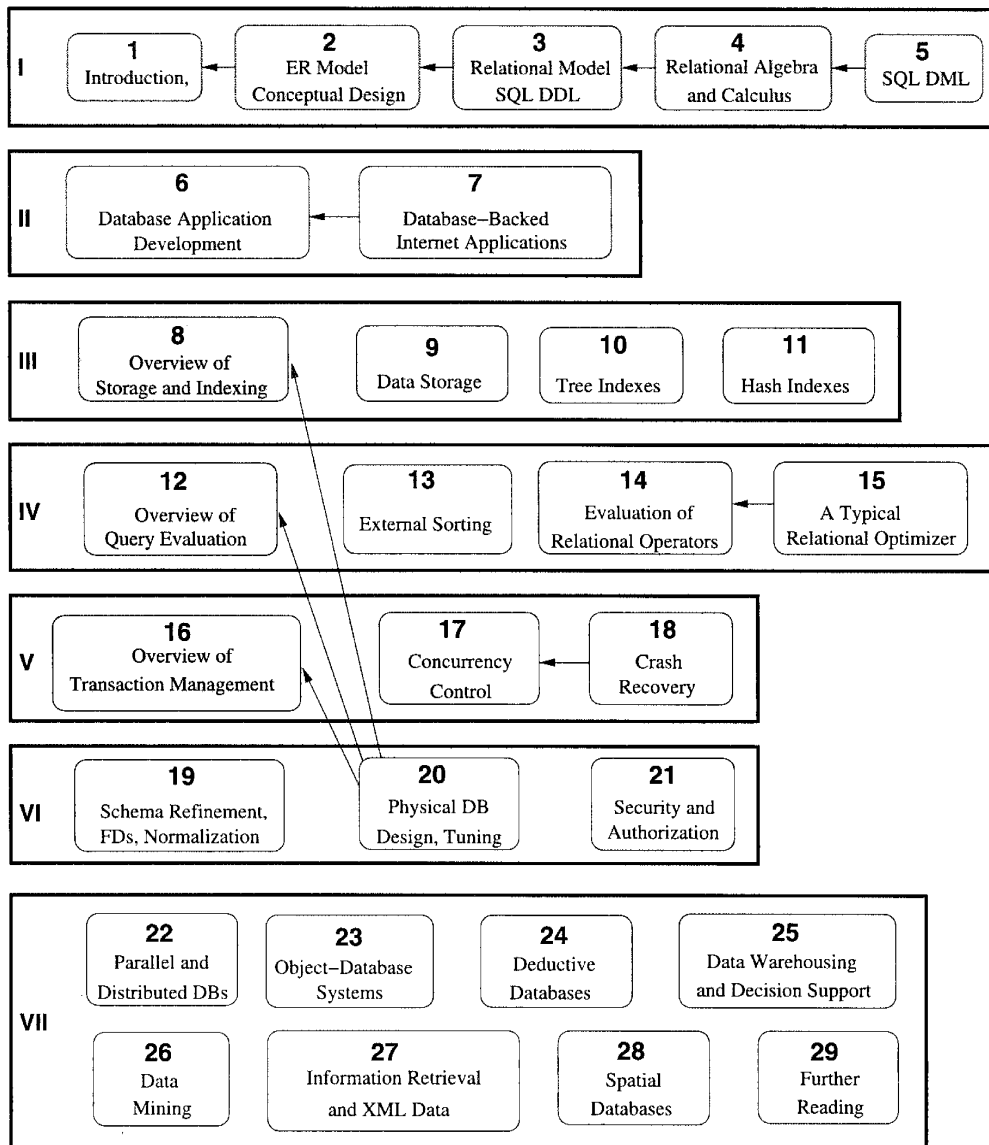 I
1
Introduction,
2
ER Model
Conceptual Design
3
Relational Model
SQL DDL
4
Relational Algebra
and Calculus
5
SQL DML
II
6
Database Application
Development
7
Database–Backed
Internet Applications
III
8
Overview of
Storage and Indexing
9
Data Storage
10
Tree Indexes
11
Hash Indexes
IV
12
Overview of
Query Evaluation
13
External Sorting
14
Evaluation of
Relational Operators
15
A Typical
Relational Optimizer
V
16
Overview of
Transaction Management
17
Concurrency
Control
18
Crash
Recovery
VI
19
Schema Refinement,
FDs, Normalization
20
Physical DB
Design, Tuning
21
Security and
Authorization
VII
22
Parallel and
Distributed DBs
23
Object–Database
Systems
24
Deductive
Databases
25
Data Warehousing
and Decision Support
26
Data
Mining
27
Information Retrieval
and XML Data
28
Spatial
Databases
29
Further
Reading